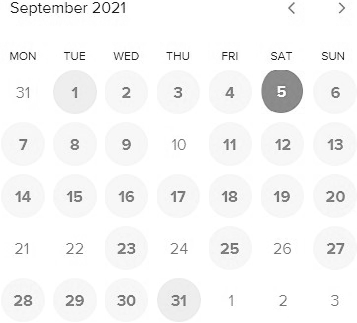 September 2021
MON TUE WED THU FRI SAT SUN
31 1 2 3 4 5 6
7 8 9 10 11 12 13
14 15 16 17 18 19 20
21 22 23 24 25 26 27
28 29 30 31 1 2 3